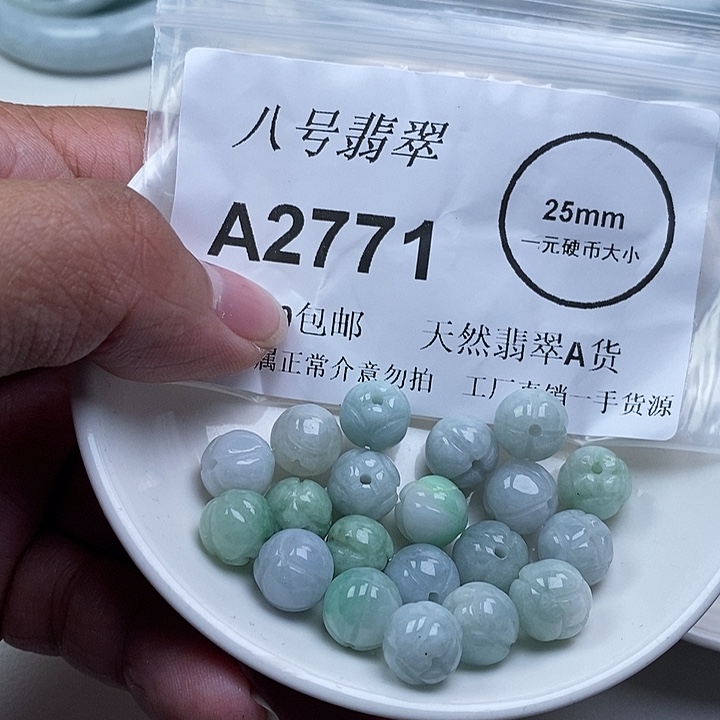 八号翡翠
A2771
25mm
一元硬币大小
包邮 天然翡翠A货
属正常介意勿拍 工厂直销一手货源